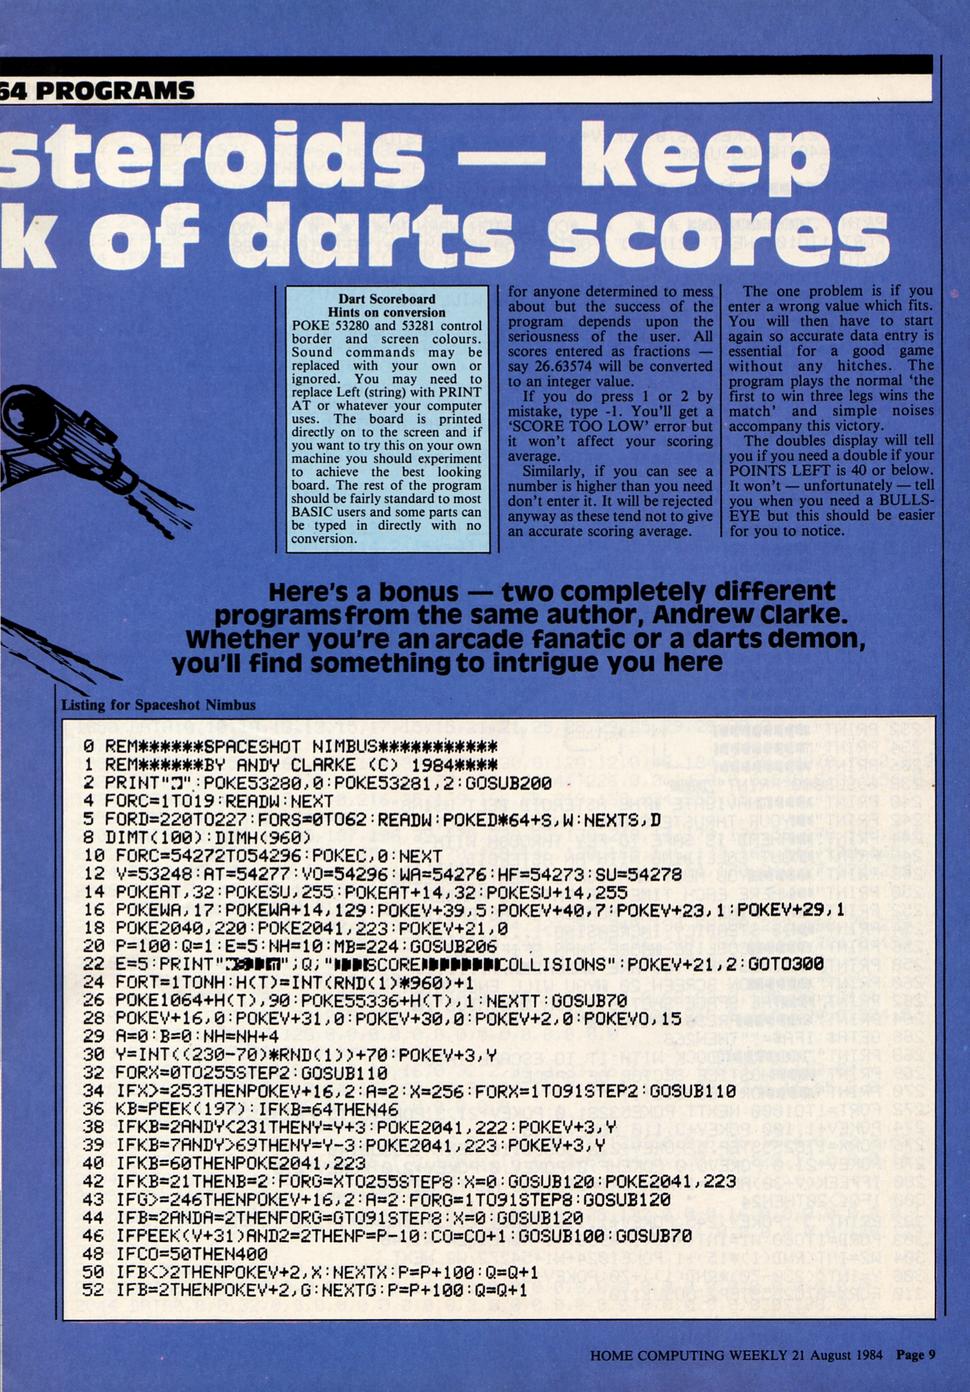 64 PROGRAMS
steroids — keep
k of darts scores
Dart Scoreboard
Hints on conversion
POKE 53280 and 53281 control
border and screen colours.
Sound commands may be
replaced with your own or
ignored. You may need to
replace Left (string) with PRINT
AT or whatever your computer
uses. The board is printed
directly on to the screen and if
you want to try this on your own
machine you should experiment
to achieve the best looking
board. The rest of the program
should be fairly standard to most
BASIC users and some parts can
be typed in directly with no
conversion.
for anyone determined to mess
about but the success of the
program depends upon the
seriousness of the user. All
scores entered as fractions —
say 26.63574 will be converted
to an integer value.
If you do press 1 or 2 by
mistake, type -1. You'll get a
'SCORE TOO LOW' error but
it won't affect your scoring
average.
Similarly, if you can see a
number is higher than you need
don't enter it. It will be rejected
anyway as these tend not to give
an accurate scoring average.
The one problem is if you
enter a wrong value which fits.
You will then have to start
again so accurate data entry is
essential for a good game
without any hitches. The
program plays the normal 'the
first to win three legs wins the
match' and simple noises
accompany this victory.
The doubles display will tell
you if you need a double if your
POINTS LEFT is 40 or below.
It won't — unfortunately — tell
you when you need a BULLS-
EYE but this should be easier
for you to notice.
Here's a bonus — two completely different
programs from the same author, Andrew Clarke.
Whether you're an arcade fanatic or a darts demon,
you'll find something to intrigue you here
Listing for Spaceshot Nimbus
0 REM******SPACESHOT NIMBUS***********
1 REM******BY ANDY CLARKE (C) 1984****
2 PRINT"":POKE53280,0:POKE53281,2:GOSUB200
4 FORC=1TO19:READW:NEXT
5 FORD=220TO227:FORS=0TO62:READW:POKED*64+S,W:NEXTS,D
8 DIMT(100):DIMH(960)
10 FORC=54272TO54296:POKEC,0:NEXT
12 V=53248:AT=54277:VO=54296:WA=54276:HF=54273:SU=54278
14 POKEAT,32:POKESU,255:POKEAT+14,32:POKESU+14,255
16 POKEWA,17:POKEWA+14,129:POKEV+39,5:POKEV+40,7:POKEV+23,1:POKEV+29,1
18 POKE2040,220:POKE2041,223:POKEV+21,0
20 P=100:Q=1:E=5:NH=10:MB=224:GOSUB206
22 E=5:PRINT"";Q;"SCORECOLLISIONS":POKEV+21,2:GOTO300
24 FORT=1TONH:H(T)=INT(RND(1)*960)+1
26 POKE1064+H(T),90:POKE55336+H(T),1:NEXTT:GOSUB70
28 POKEV+16,0:POKEV+31,0:POKEV+30,0:POKEV+2,0:POKEVO,15
29 A=0:B=0:NH=NH+4
30 Y=INT((230-70)*RND(1))+70:POKEV+3,Y
32 FORX=0TO255STEP2:GOSUB110
34 IFX>=253THENPOKEV+16,2:A=2:X=256:FORX=1TO91STEP2:GOSUB110
36 KB=PEEK(197):IFKB=64THEN46
38 IFKB=2ANDY<231THENY=Y+3:POKE2041,222:POKEV+3,Y
39 IFKB=7ANDY>69THENY=Y-3:POKE2041,223:POKEV+3,Y
40 IFKB=60THENPOKE2041,223
42 IFKB=21THENB=2:FORG=XTO255STEP8:X=0:GOSUB120:POKE2041,223
43 IFG>=246THENPOKEV+16,2:A=2:FORG=1TO91STEP8:GOSUB120
44 IFB=2ANDA=2THENFORG=GTO91STEP8:X=0:GOSUB120
46 IFPEEK(V+31)AND2=2THENP=P-10:CO=CO+1:GOSUB100:GOSUB70
48 IFCO=50THEN400
50 IFB<>2THENPOKEV+2,X:NEXTX:P=P+100:Q=Q+1
52 IFB=2THENPOKEV+2,G:NEXTG:P=P+100:Q=Q+1
HOME COMPUTING WEEKLY 21 August 1984 Page 9